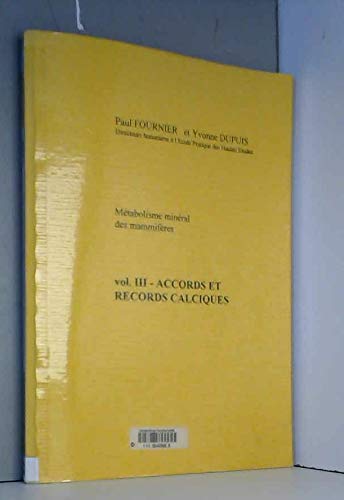 Paul FOURNIER et Yvonne DUPUIS
Directeurs honoraires à l'Ecole Pratique des Hautes Etudes
Métabolisme minéral
des mammifères
vol. III - ACCORDS ET
RECORDS CALCIQUES